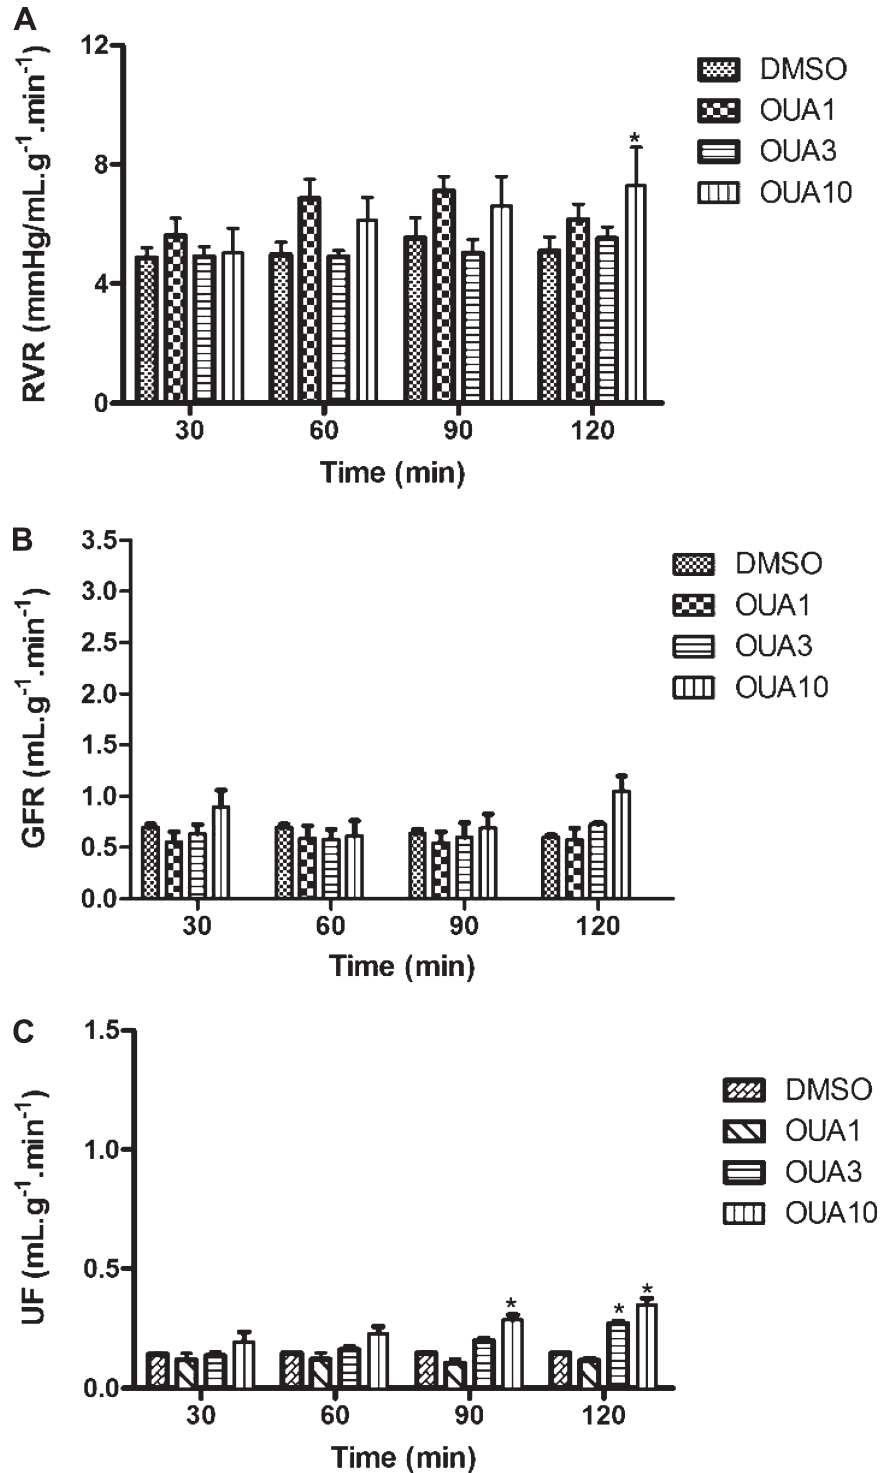 A
RVR (mmHg/mL.g-1.min-1)
12
8
4
0
*
30 60 90 120
Time (min)
DMSO
OUA1
OUA3
OUA10
B
GFR (mL.g-1.min-1)
3.5
3.0
2.5
2.0
1.5
1.0
0.5
0.0
30 60 90 120
Time (min)
DMSO
OUA1
OUA3
OUA10
C
UF (mL.g-1.min-1)
1.5
1.0
0.5
0.0
* * *
30 60 90 120
Time (min)
DMSO
OUA1
OUA3
OUA10